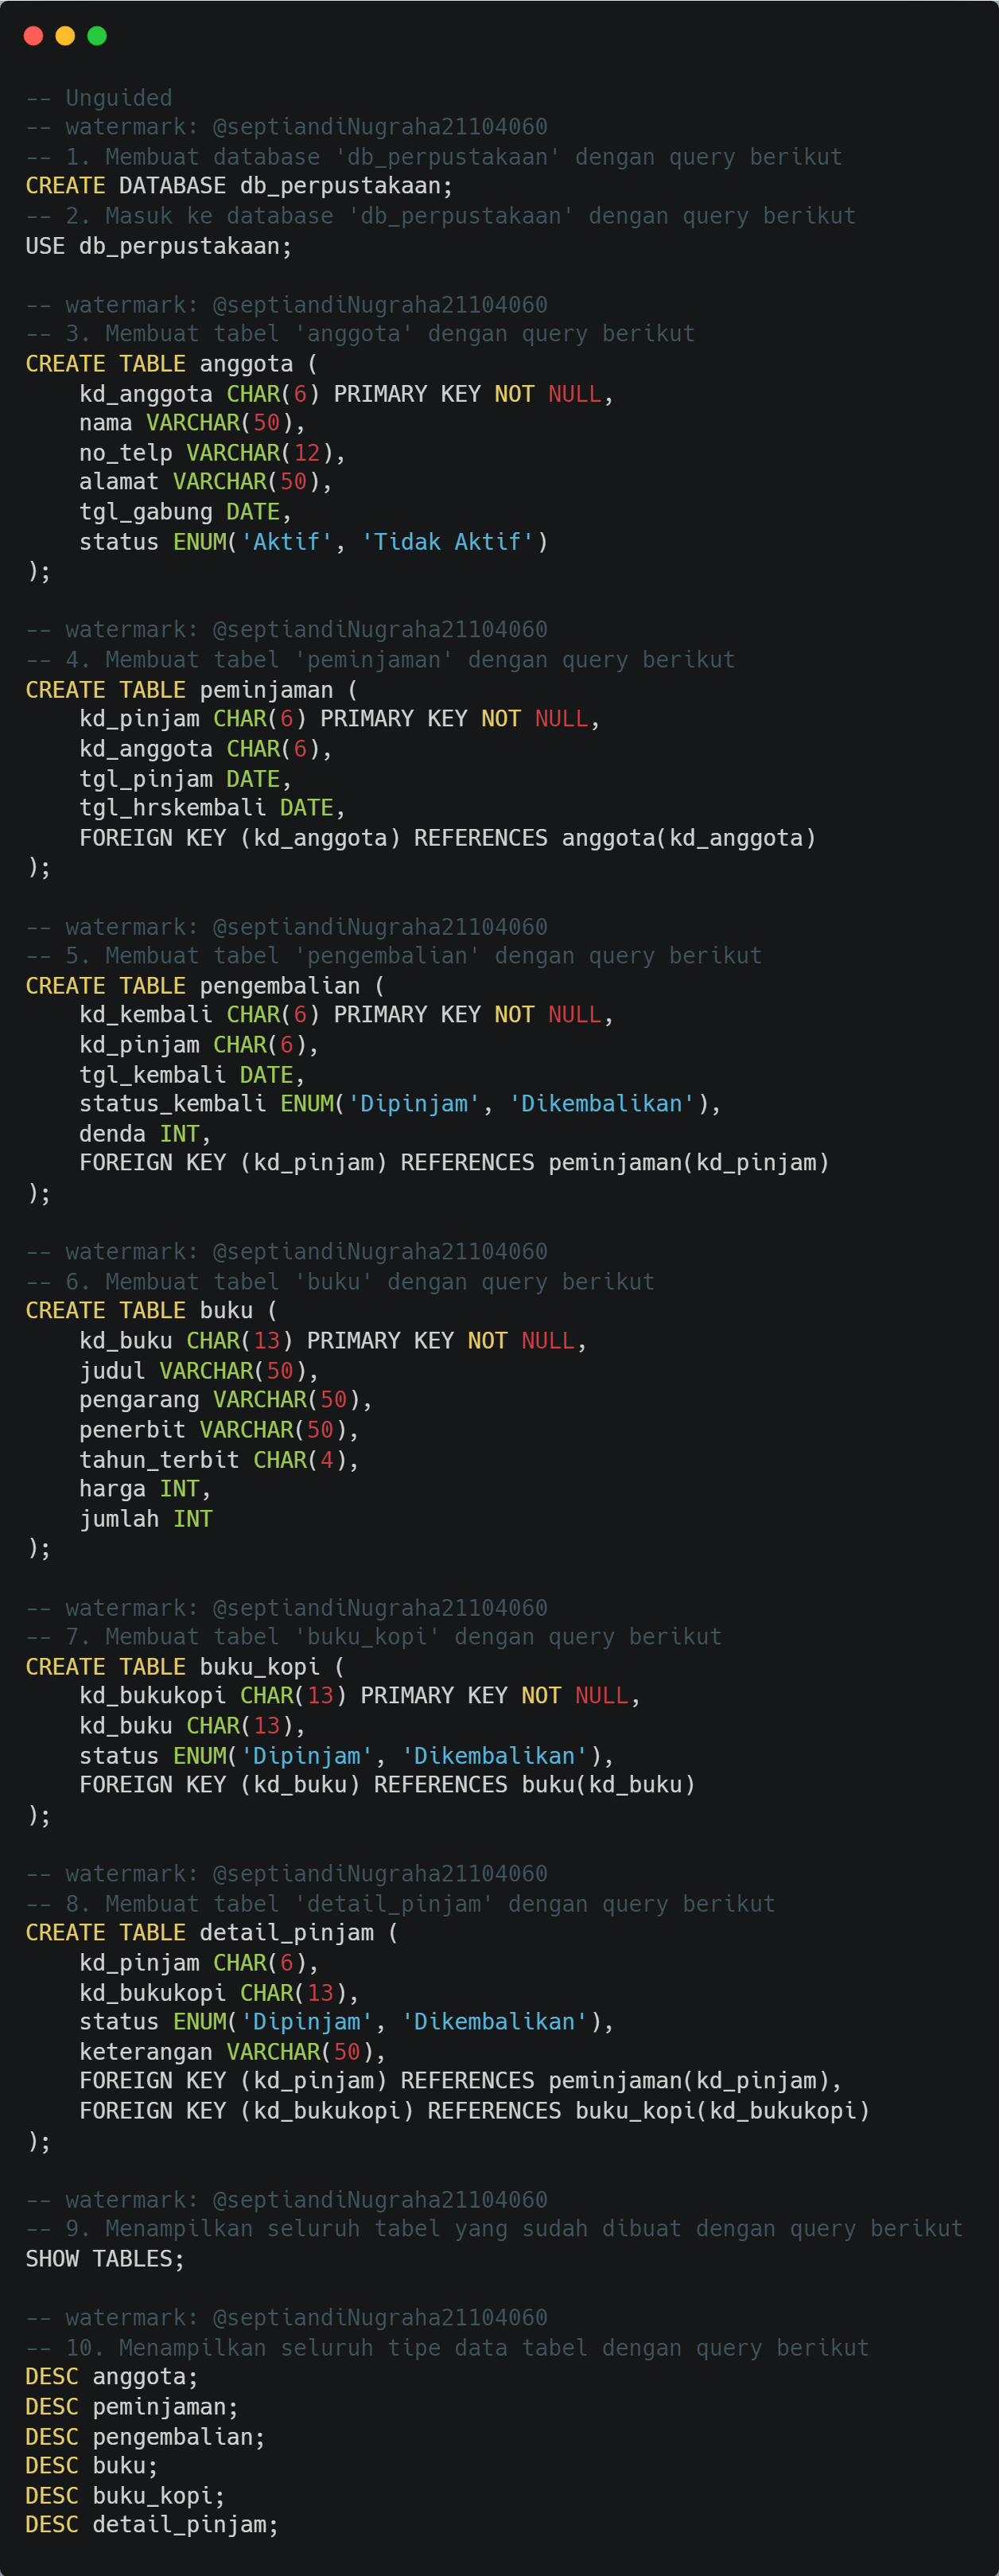 -- Unguided
-- watermark: @septiandiNugraha21104060
-- 1. Membuat database 'db_perpustakaan' dengan query berikut
CREATE DATABASE db_perpustakaan;
-- 2. Masuk ke database 'db_perpustakaan' dengan query berikut
USE db_perpustakaan;

-- watermark: @septiandiNugraha21104060
-- 3. Membuat tabel 'anggota' dengan query berikut
CREATE TABLE anggota (
    kd_anggota CHAR(6) PRIMARY KEY NOT NULL,
    nama VARCHAR(50),
    no_telp VARCHAR(12),
    alamat VARCHAR(50),
    tgl_gabung DATE,
    status ENUM('Aktif', 'Tidak Aktif')
);

-- watermark: @septiandiNugraha21104060
-- 4. Membuat tabel 'peminjaman' dengan query berikut
CREATE TABLE peminjaman (
    kd_pinjam CHAR(6) PRIMARY KEY NOT NULL,
    kd_anggota CHAR(6),
    tgl_pinjam DATE,
    tgl_hrskembali DATE,
    FOREIGN KEY (kd_anggota) REFERENCES anggota(kd_anggota)
);

-- watermark: @septiandiNugraha21104060
-- 5. Membuat tabel 'pengembalian' dengan query berikut
CREATE TABLE pengembalian (
    kd_kembali CHAR(6) PRIMARY KEY NOT NULL,
    kd_pinjam CHAR(6),
    tgl_kembali DATE,
    status_kembali ENUM('Dipinjam', 'Dikembalikan'),
    denda INT,
    FOREIGN KEY (kd_pinjam) REFERENCES peminjaman(kd_pinjam)
);

-- watermark: @septiandiNugraha21104060
-- 6. Membuat tabel 'buku' dengan query berikut
CREATE TABLE buku (
    kd_buku CHAR(13) PRIMARY KEY NOT NULL,
    judul VARCHAR(50),
    pengarang VARCHAR(50),
    penerbit VARCHAR(50),
    tahun_terbit CHAR(4),
    harga INT,
    jumlah INT
);

-- watermark: @septiandiNugraha21104060
-- 7. Membuat tabel 'buku_kopi' dengan query berikut
CREATE TABLE buku_kopi (
    kd_bukukopi CHAR(13) PRIMARY KEY NOT NULL,
    kd_buku CHAR(13),
    status ENUM('Dipinjam', 'Dikembalikan'),
    FOREIGN KEY (kd_buku) REFERENCES buku(kd_buku)
);

-- watermark: @septiandiNugraha21104060
-- 8. Membuat tabel 'detail_pinjam' dengan query berikut
CREATE TABLE detail_pinjam (
    kd_pinjam CHAR(6),
    kd_bukukopi CHAR(13),
    status ENUM('Dipinjam', 'Dikembalikan'),
    keterangan VARCHAR(50),
    FOREIGN KEY (kd_pinjam) REFERENCES peminjaman(kd_pinjam),
    FOREIGN KEY (kd_bukukopi) REFERENCES buku_kopi(kd_bukukopi)
);

-- watermark: @septiandiNugraha21104060
-- 9. Menampilkan seluruh tabel yang sudah dibuat dengan query berikut
SHOW TABLES;

-- watermark: @septiandiNugraha21104060
-- 10. Menampilkan seluruh tipe data tabel dengan query berikut
DESC anggota;
DESC peminjaman;
DESC pengembalian;
DESC buku;
DESC buku_kopi;
DESC detail_pinjam;